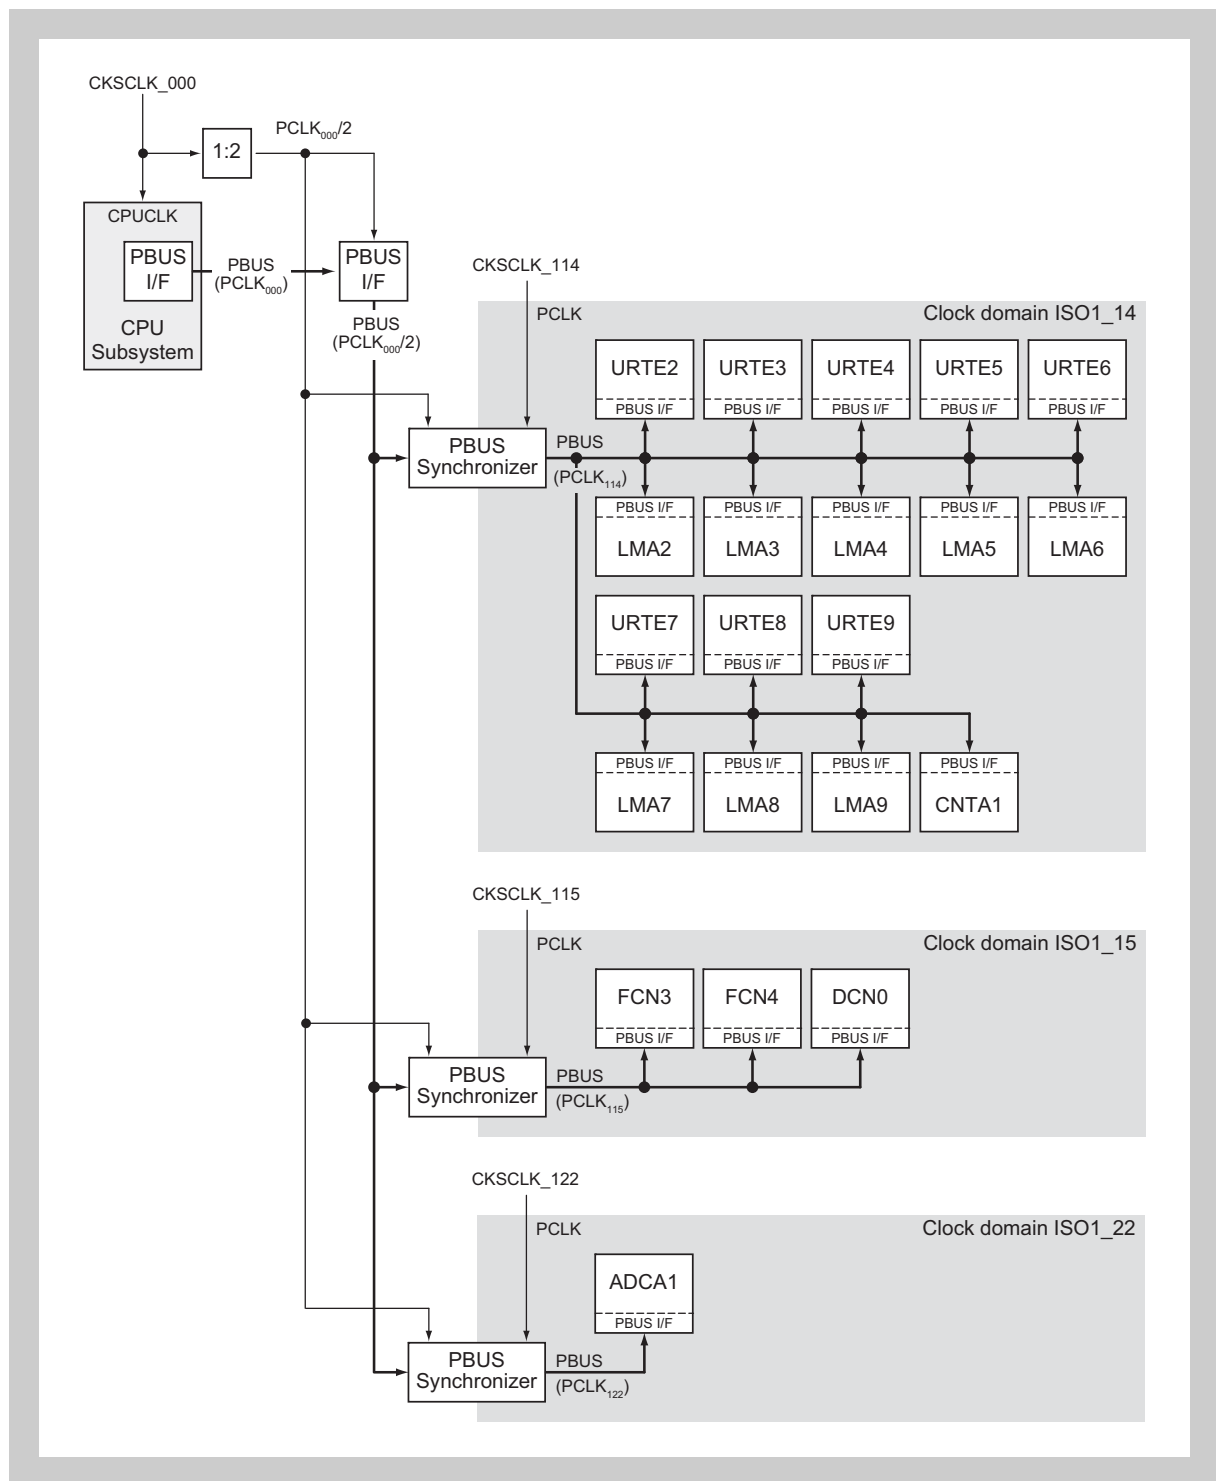 CKSCLK_000
PCLK000/2
1:2
CPUCLK
PBUS
I/F
CPU
Subsystem
PBUS
(PCLK000)
PBUS
I/F
PBUS
(PCLK000/2)
CKSCLK_114
PCLK
Clock domain ISO1_14
URTE2 URTE3 URTE4 URTE5 URTE6
PBUS I/F PBUS I/F PBUS I/F PBUS I/F PBUS I/F
PBUS
Synchronizer
PBUS
(PCLK114)
PBUS I/F PBUS I/F PBUS I/F PBUS I/F PBUS I/F
LMA2 LMA3 LMA4 LMA5 LMA6
URTE7 URTE8 URTE9
PBUS I/F PBUS I/F PBUS I/F
PBUS I/F PBUS I/F PBUS I/F PBUS I/F
LMA7 LMA8 LMA9 CNTA1
CKSCLK_115
PCLK
Clock domain ISO1_15
FCN3 FCN4 DCN0
PBUS I/F PBUS I/F PBUS I/F
PBUS
Synchronizer
PBUS
(PCLK115)
CKSCLK_122
PCLK
Clock domain ISO1_22
ADCA1
PBUS I/F
PBUS
Synchronizer
PBUS
(PCLK122)